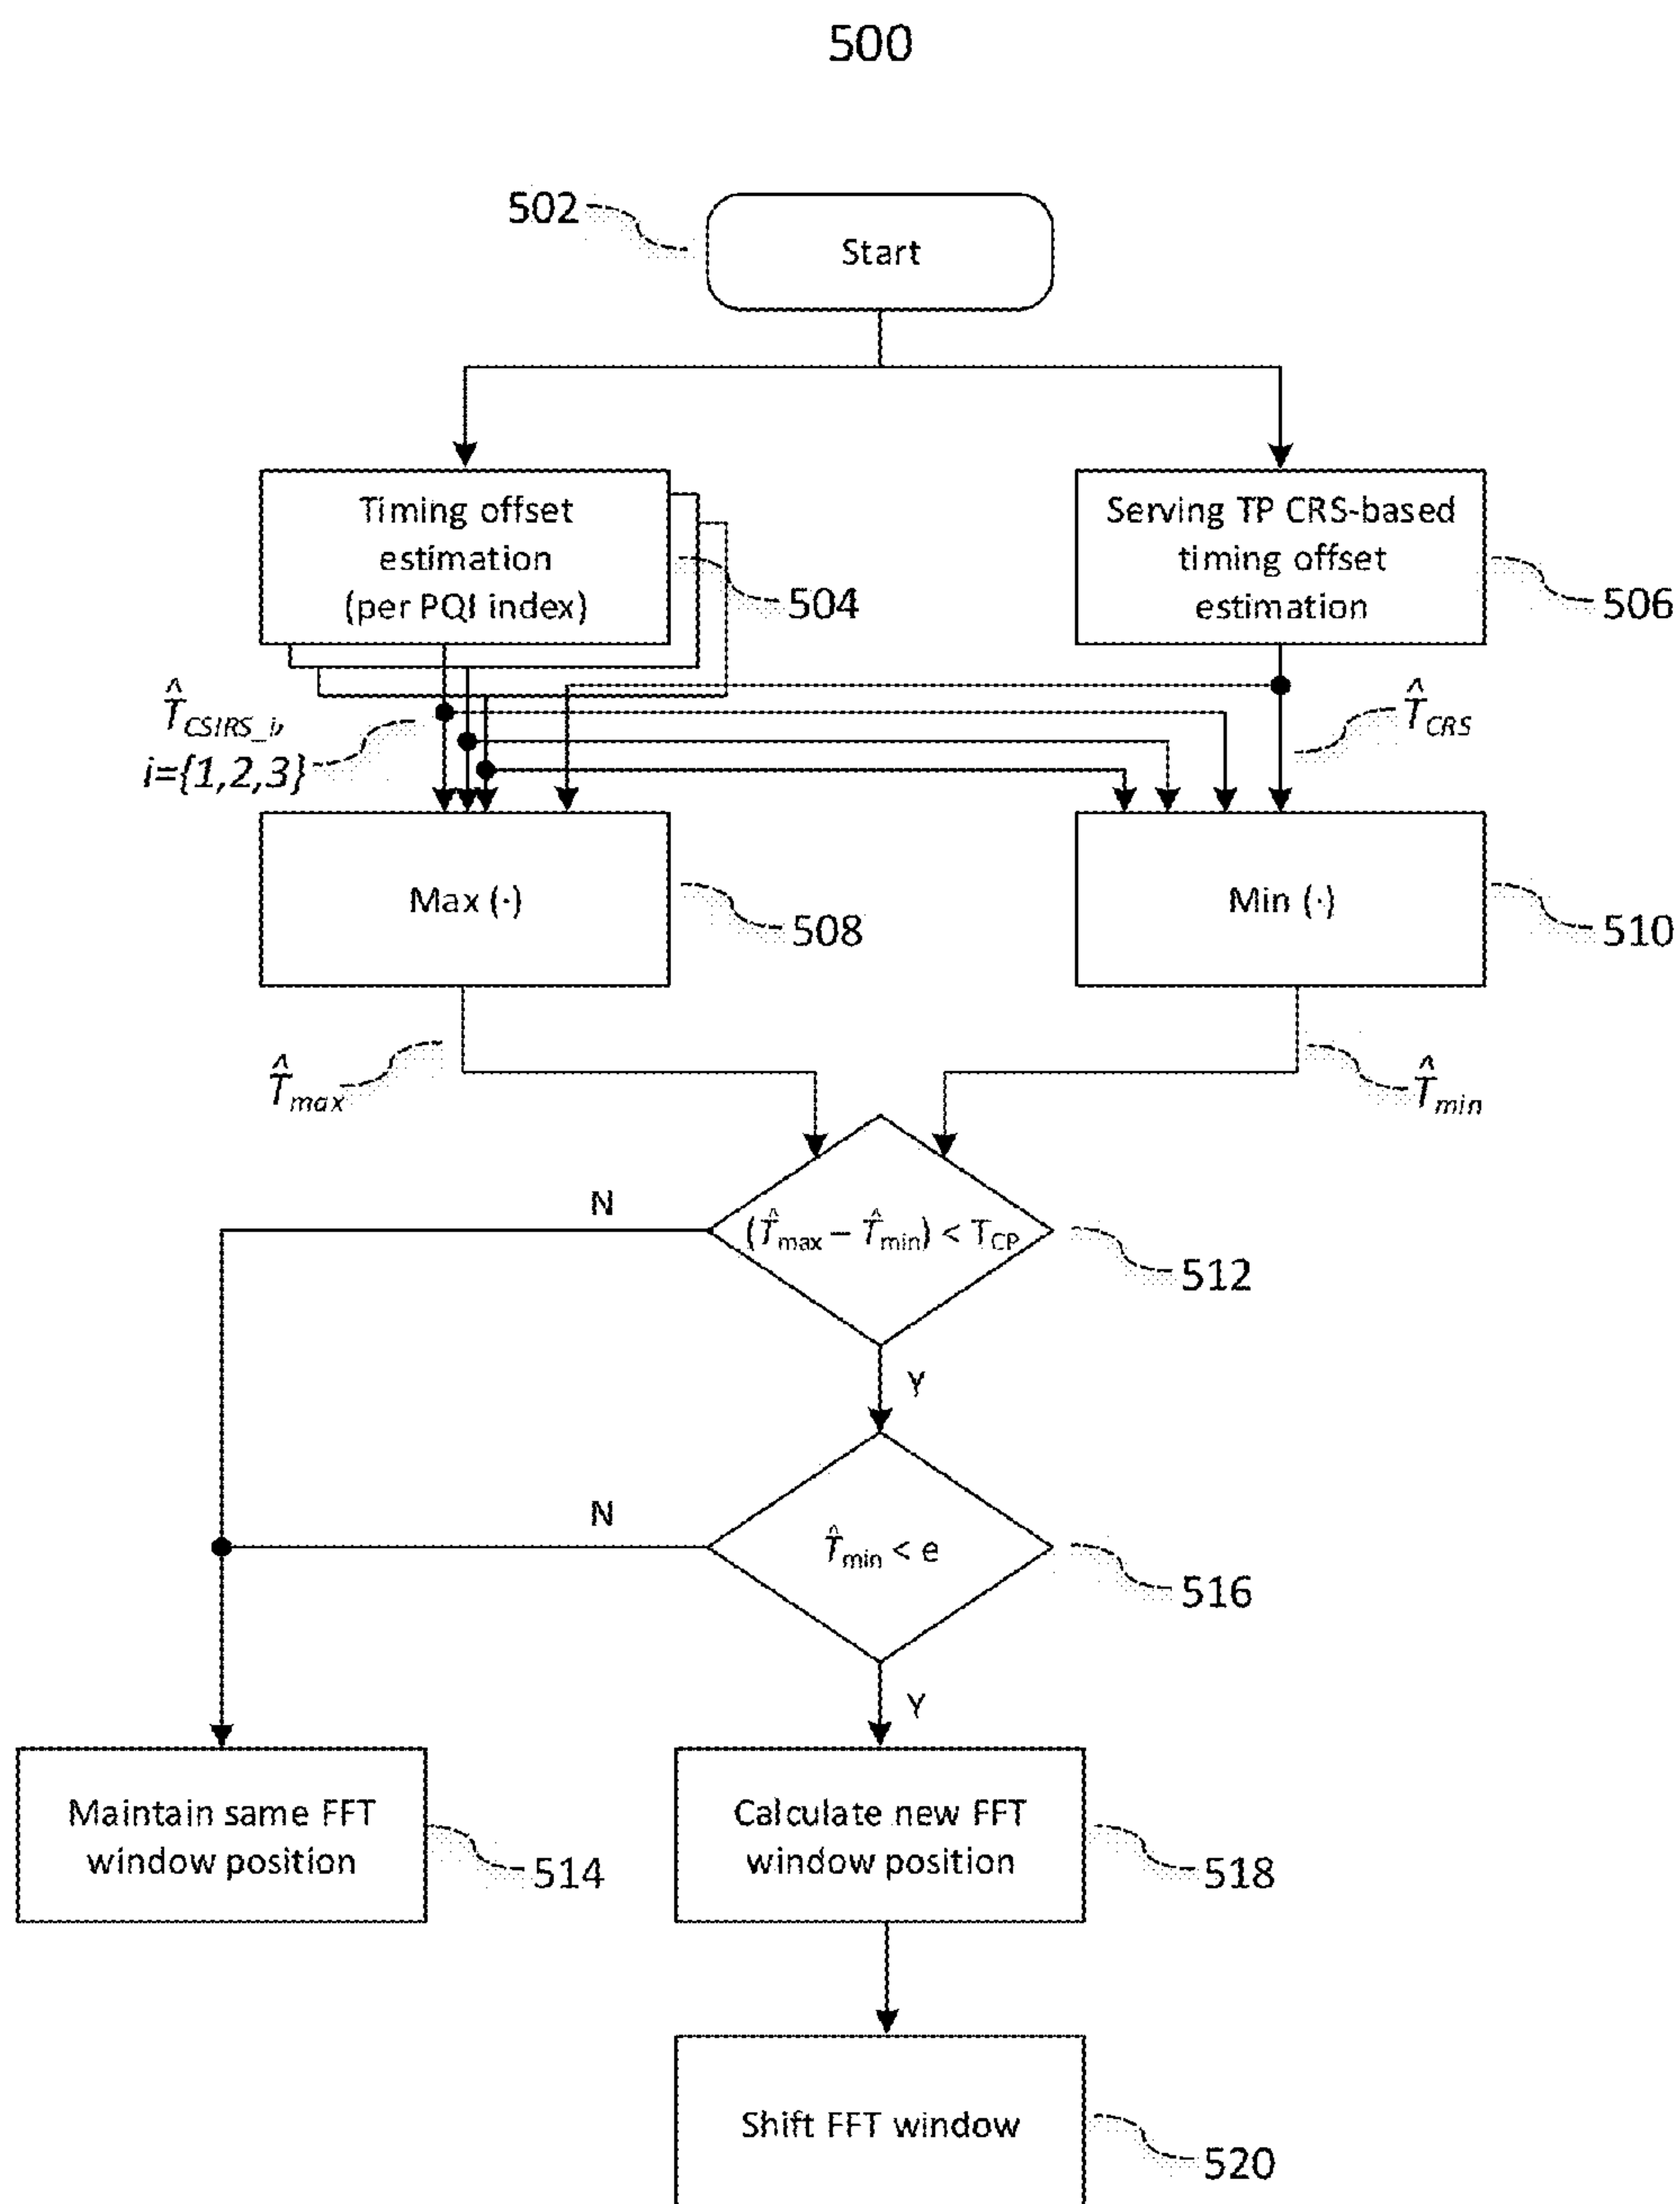 500
502
Start
Timing offset
estimation
(per PQI index)
504
Serving TP CRS-based
timing offset
estimation
506
T̂CSIRS_i,
i={1,2,3}
T̂CRS
Max (·)
508
Min (·)
510
T̂max
T̂min
N
(T̂max – T̂min) < TCP
512
Y
N
T̂min < e
516
Y
Maintain same FFT
window position
514
Calculate new FFT
window position
518
Shift FFT window
520